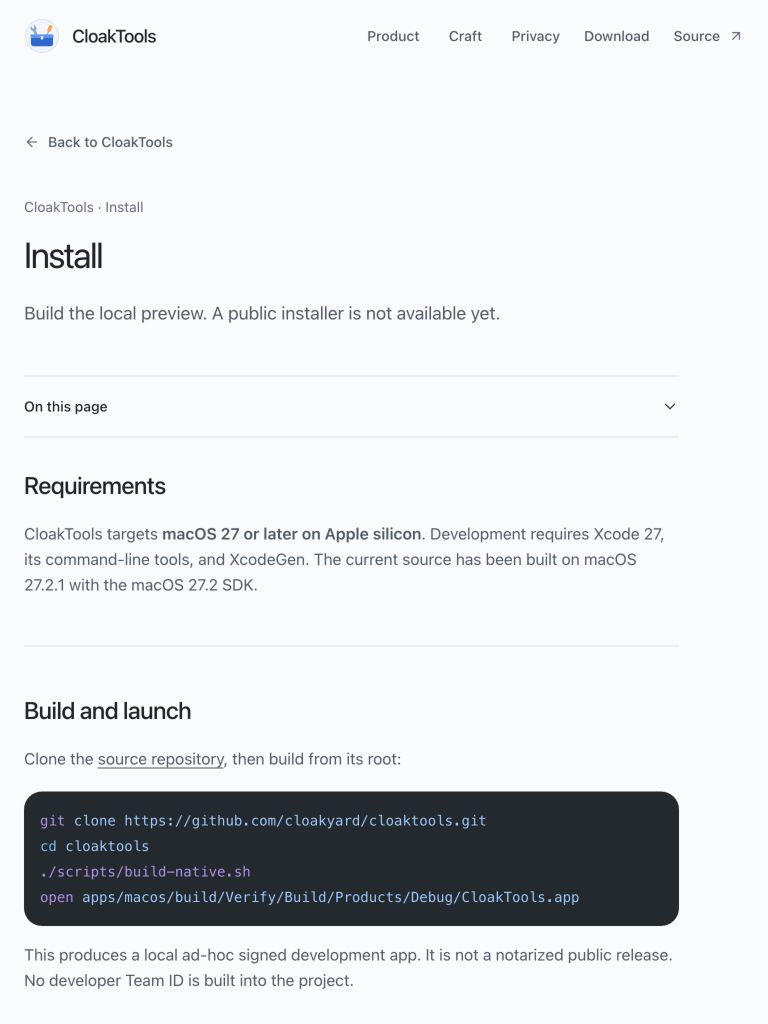 CloakTools
Product Craft Privacy Download Source ↗
← Back to CloakTools
CloakTools · Install
Install
Build the local preview. A public installer is not available yet.
On this page
Requirements
CloakTools targets macOS 27 or later on Apple silicon. Development requires Xcode 27,
its command-line tools, and XcodeGen. The current source has been built on macOS
27.2.1 with the macOS 27.2 SDK.
Build and launch
Clone the source repository, then build from its root:
git clone https://github.com/cloakyard/cloaktools.git
cd cloaktools
./scripts/build-native.sh
open apps/macos/build/Verify/Build/Products/Debug/CloakTools.app
This produces a local ad-hoc signed development app. It is not a notarized public release.
No developer Team ID is built into the project.